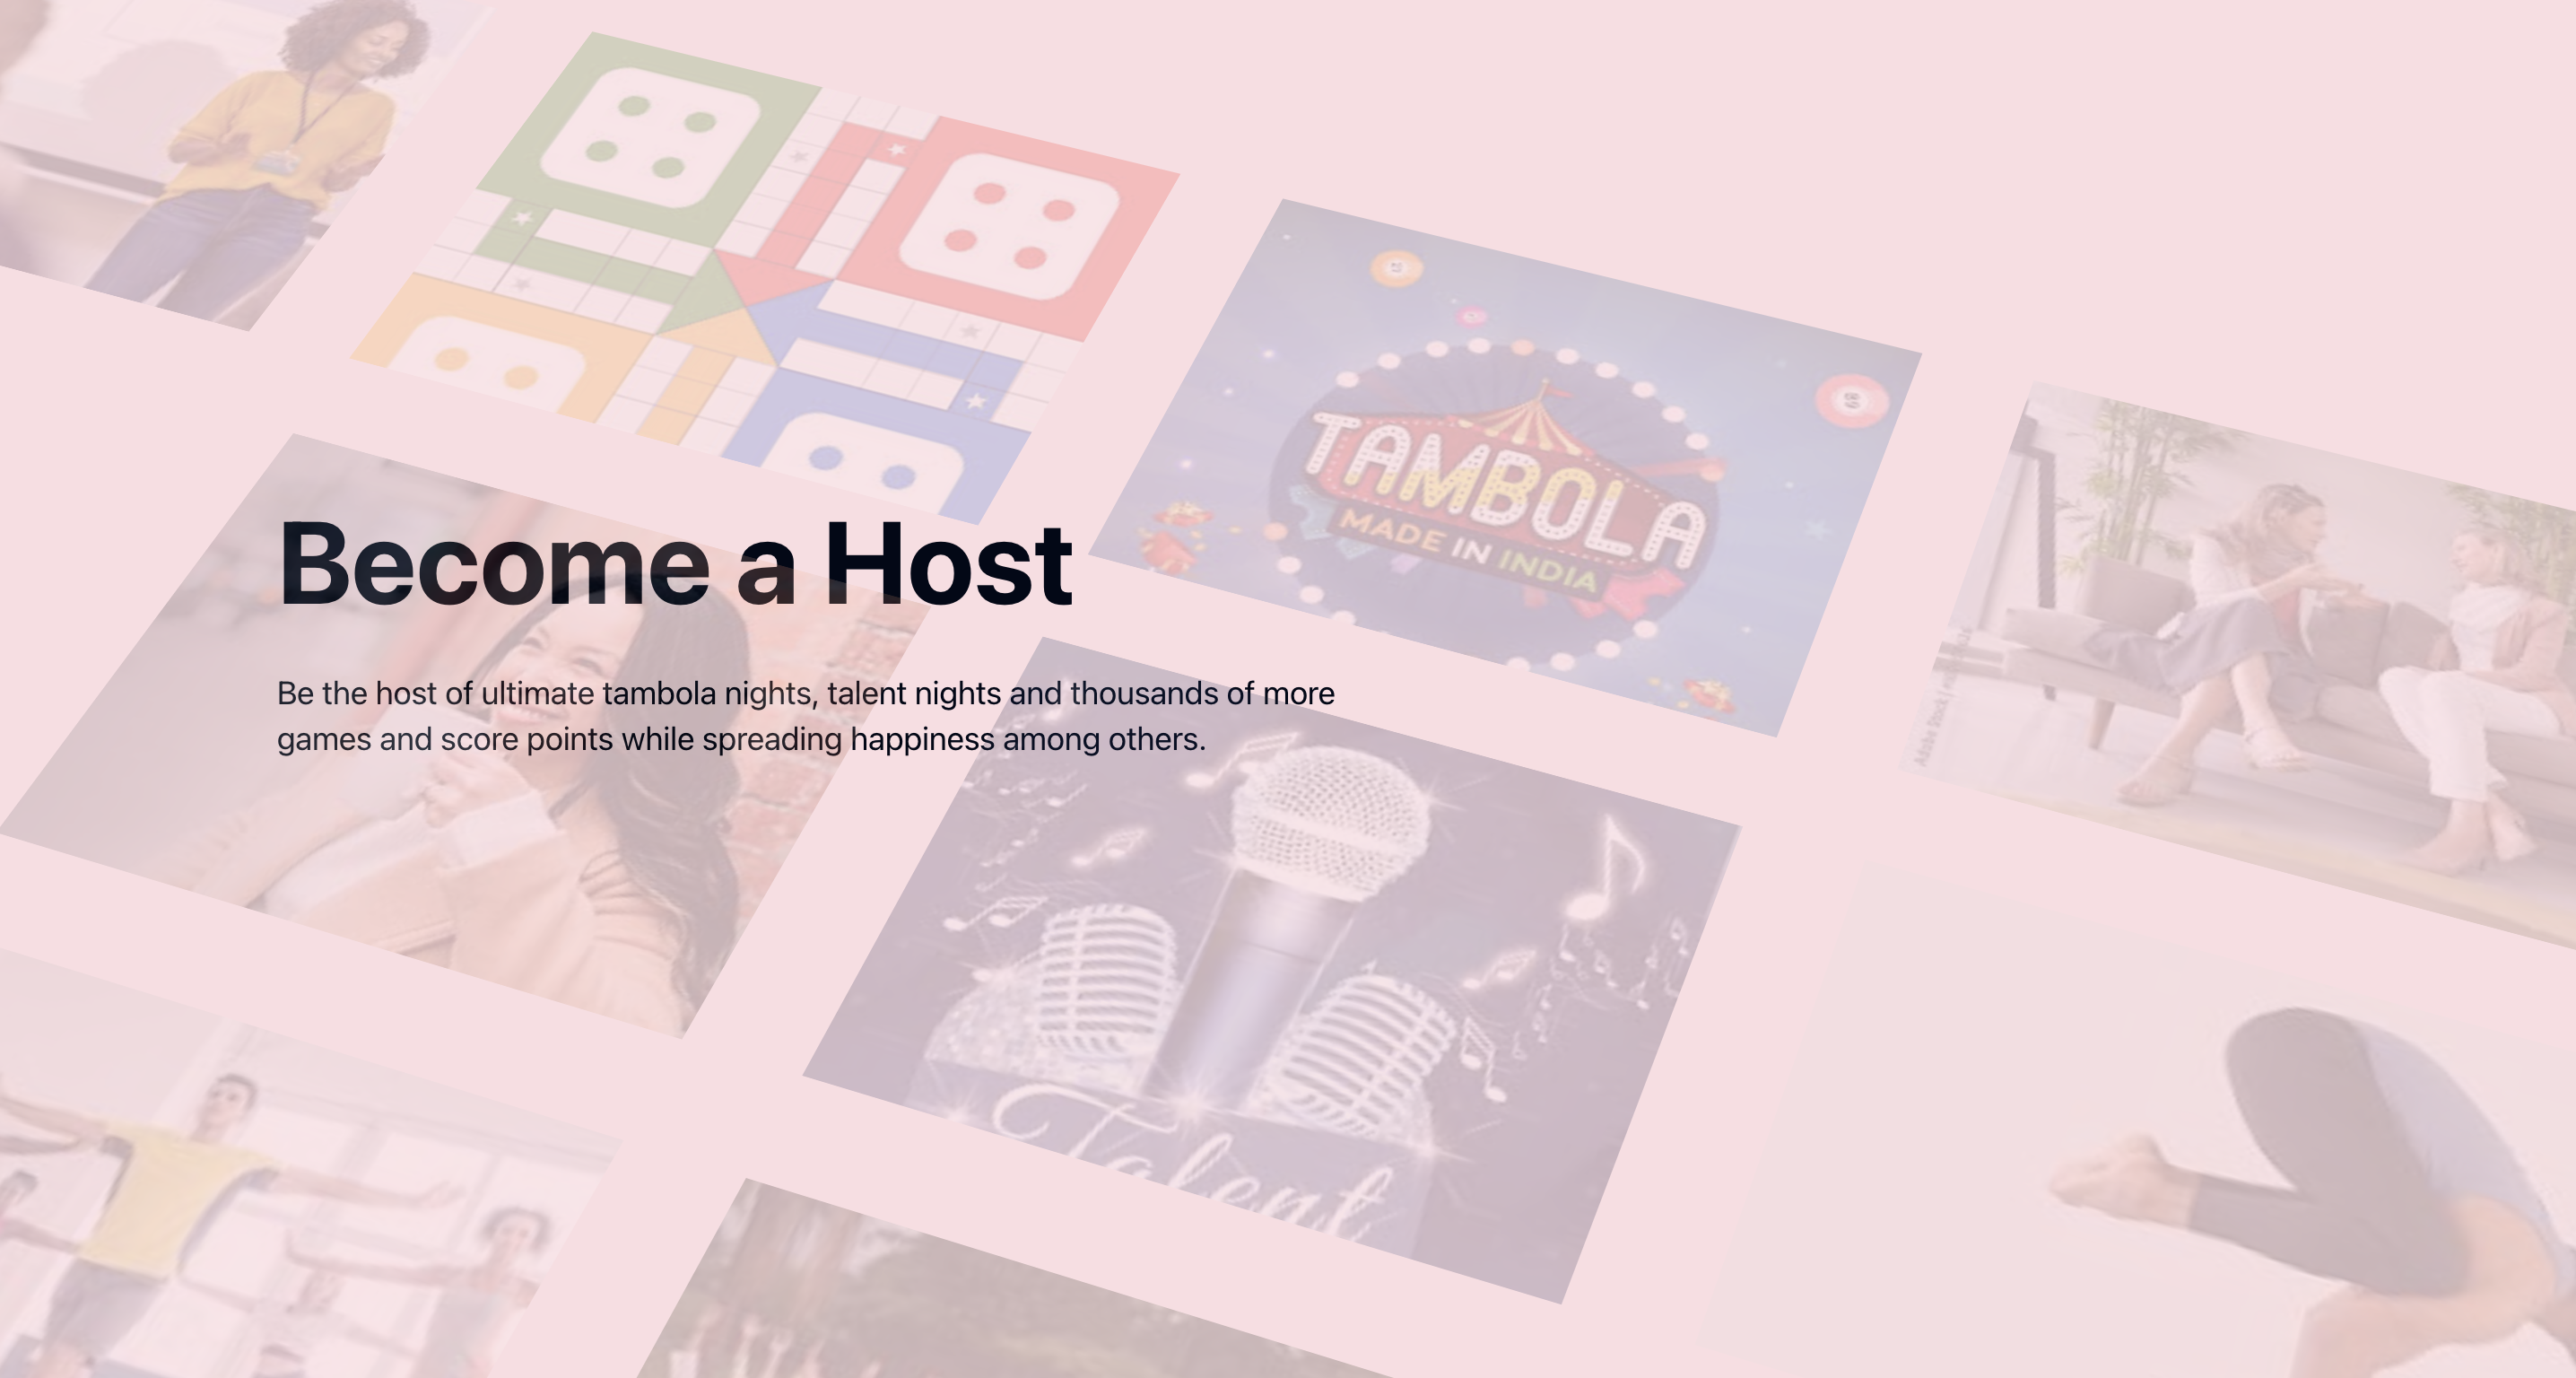 TAMBOLA
MADE IN INDIA
Become a Host
Be the host of ultimate tambola nights, talent nights and thousands of more
games and score points while spreading happiness among others.
Talent